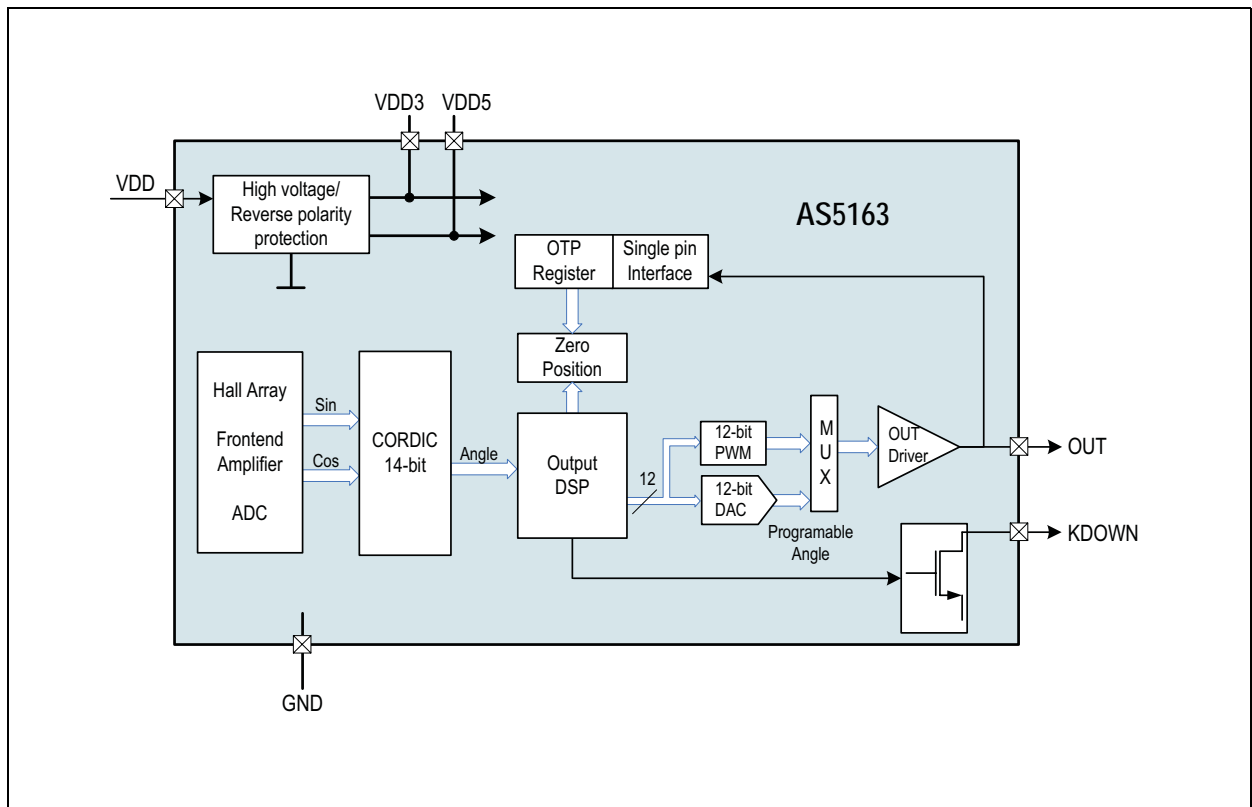 VDD3 VDD5
VDD
High voltage/
Reverse polarity
protection
AS5163
OTP
Register
Single pin
Interface
Zero
Position
Hall Array
Frontend
Amplifier
ADC
Sin
Cos
CORDIC
14-bit
Angle
Output
DSP
12
12-bit
PWM
12-bit
DAC
Programable
Angle
M
U
X
OUT
Driver
OUT
KDOWN
GND